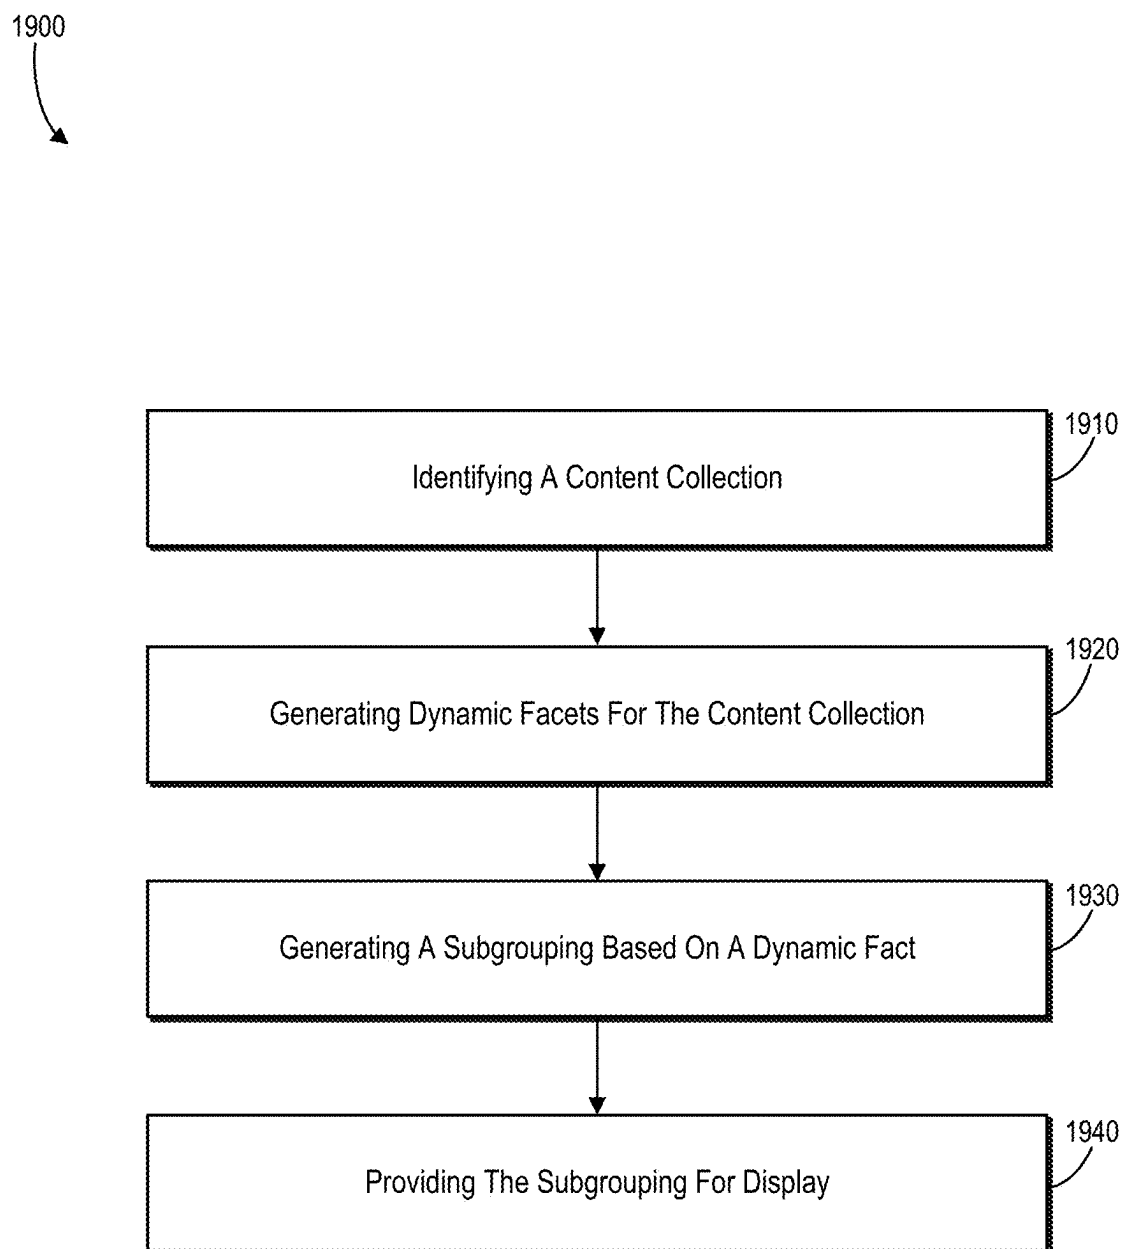 1900
Identifying A Content Collection
1910
Generating Dynamic Facets For The Content Collection
1920
Generating A Subgrouping Based On A Dynamic Fact
1930
Providing The Subgrouping For Display
1940